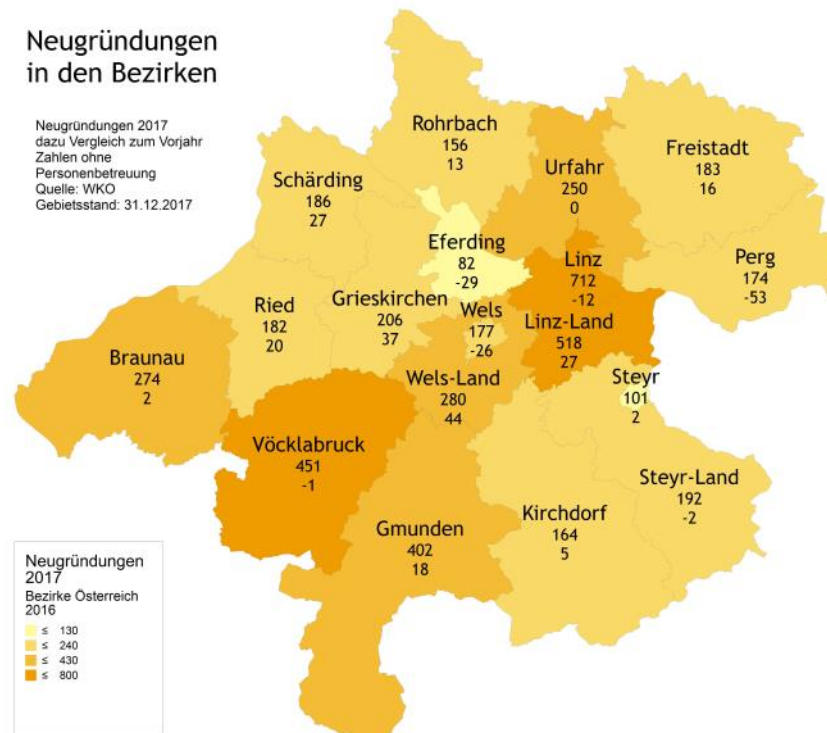 Neugründungen
in den Bezirken
Neugründungen 2017
dazu Vergleich zum Vorjahr
Zahlen ohne
Personenbetreuung
Quelle: WKO
Gebietsstand: 31.12.2017
Rohrbach
156
13
Urfahr
250
0
Freistadt
183
16
Schärding
186
27
Eferding
82
-29
Linz
712
-12
Perg
174
-53
Ried
182
20
Grieskirchen
206
37
Wels
177
-26
Linz-Land
518
27
Braunau
274
2
Wels-Land
280
44
Steyr
101
2
Vöcklabruck
451
-1
Steyr-Land
192
-2
Gmunden
402
18
Kirchdorf
164
5
Neugründungen
2017
Bezirke Österreich
2016
≤ 130
≤ 240
≤ 430
≤ 800